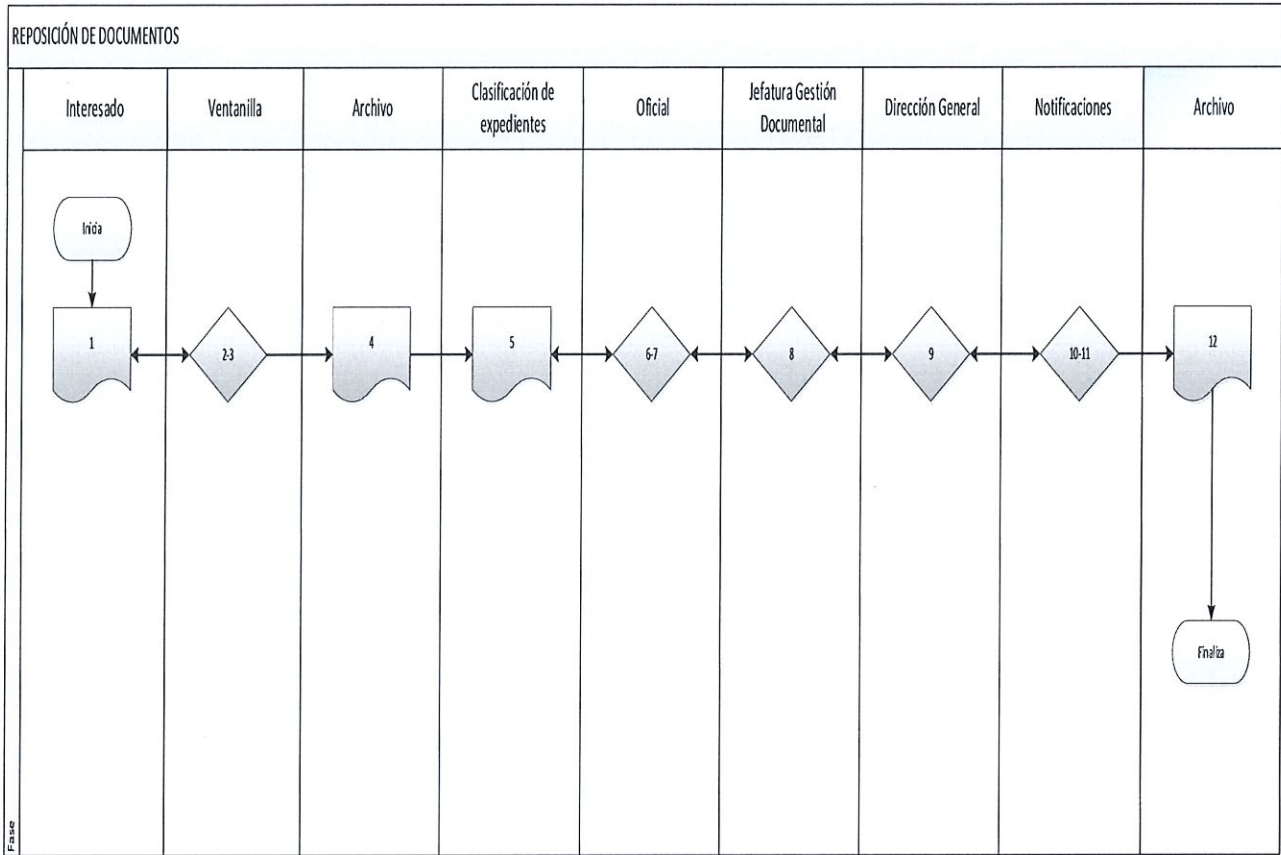 REPOSICIÓN DE DOCUMENTOS
Interesado
Ventanilla
Archivo
Clasificación de
expedientes
Oficial
Jefatura Gestión
Documental
Dirección General
Notificaciones
Archivo
Inicia
1
2-3
4
5
6-7
8
9
10-11
12
Finaliza
Fase